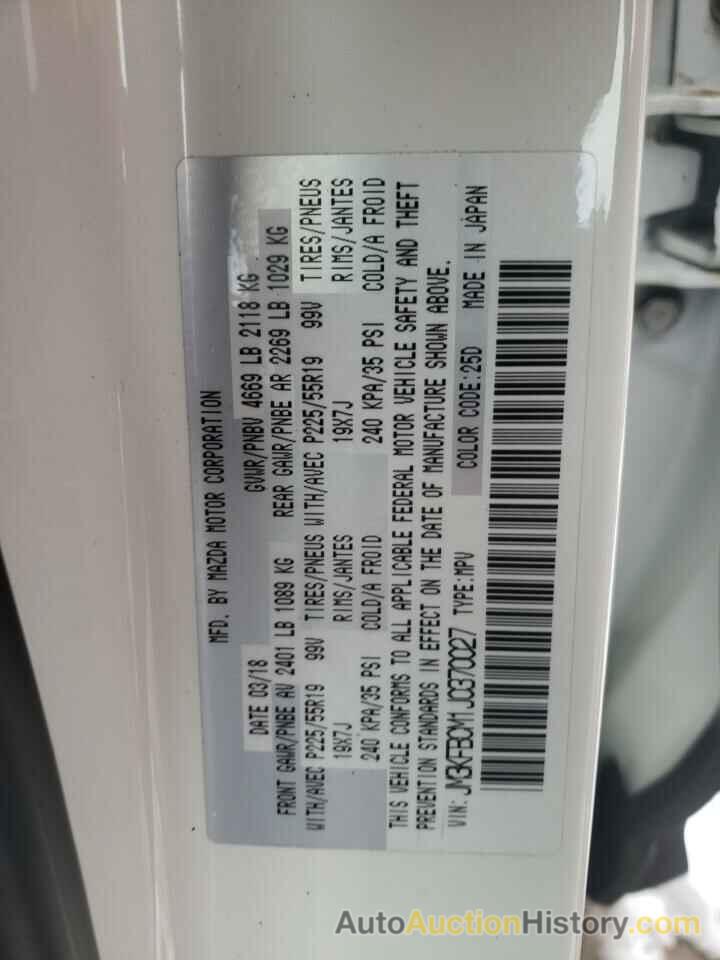 MFD. BY MAZDA MOTOR CORPORATION
DATE 03/18 GVWR/PNBV 4669 LB 2118 KG
FRONT GAWR/PNBE AV 2401 LB 1089 KG REAR GAWR/PNBE AR 2269 LB 1029 KG
WITH/AVEC P225/55R19 99V TIRES/PNEUS WITH/AVEC P225/55R19 99V TIRES/PNEUS
19X7J RIMS/JANTES 19X7J RIMS/JANTES
240 KPA/35 PSI COLD/A FROID 240 KPA/35 PSI COLD/A FROID
THIS VEHICLE CONFORMS TO ALL APPLICABLE FEDERAL MOTOR VEHICLE SAFETY AND THEFT
PREVENTION STANDARDS IN EFFECT ON THE DATE OF MANUFACTURE SHOWN ABOVE.
VIN: JM3KFBCM1J0370027 TYPE:MPV COLOR CODE:25D MADE IN JAPAN
AutoAuctionHistory.com